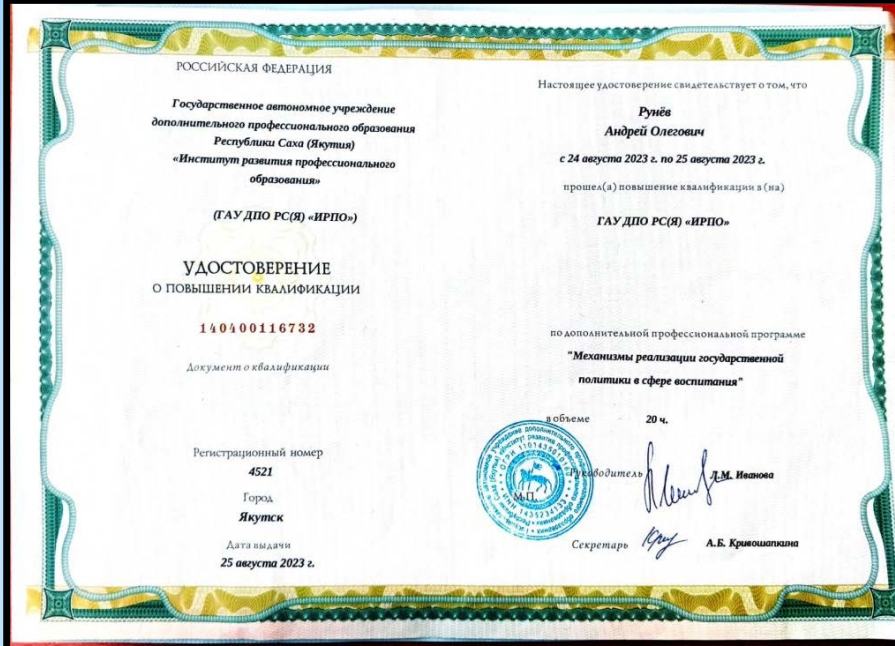 РОССИЙСКАЯ ФЕДЕРАЦИЯ
Государственное автономное учреждение
дополнительного профессионального образования
Республики Саха (Якутия)
«Институт развития профессионального
образования»
(ГАУ ДПО РС(Я) «ИРПО»)
УДОСТОВЕРЕНИЕ
О ПОВЫШЕНИИ КВАЛИФИКАЦИИ
140400116732
Документ о квалификации
Регистрационный номер
4521
Город
Якутск
Дата выдачи
25 августа 2023 г.
Настоящее удостоверение свидетельствует о том, что
Рунёв
Андрей Олегович
с 24 августа 2023 г. по 25 августа 2023 г.
прошел(а) повышение квалификации в (на)
ГАУ ДПО РС(Я) «ИРПО»
по дополнительной профессиональной программе
"Механизмы реализации государственной
политики в сфере воспитания"
в объеме 20 ч.
Руководитель Л.М. Иванова
М.П.
Секретарь А.Б. Кривошапкина